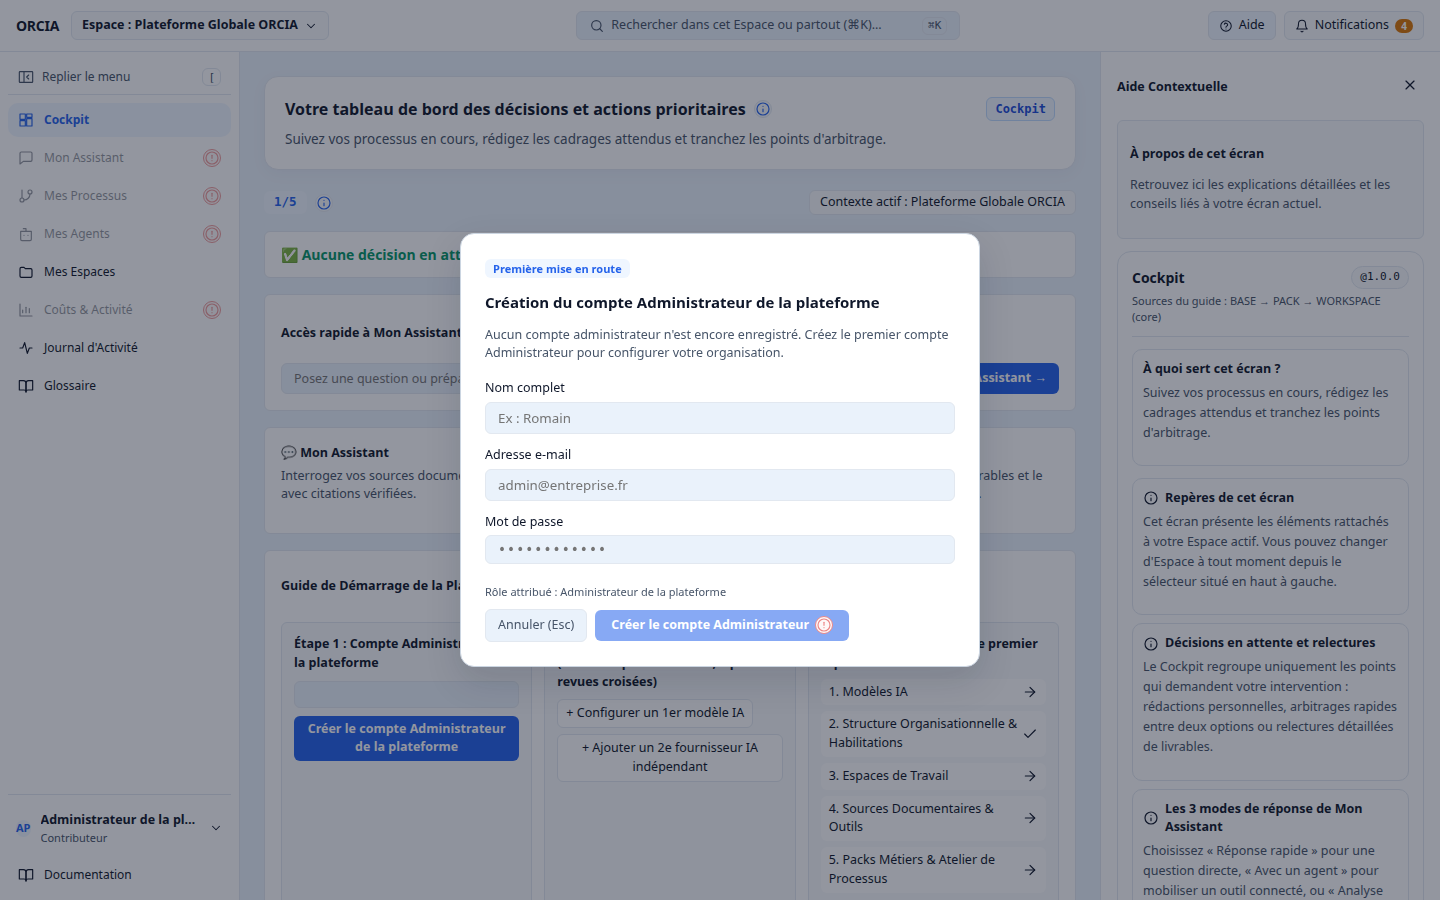 ORCIA
Espace : Plateforme Globale ORCIA
Rechercher dans cet Espace ou partout (⌘K)...
⌘K
Aide
Notifications
4
Replier le menu
[
Cockpit
Mon Assistant
Mes Processus
Mes Agents
Mes Espaces
Coûts & Activité
Journal d'Activité
Glossaire
AP
Administrateur de la pl...
Contributeur
Documentation
Votre tableau de bord des décisions et actions prioritaires
Cockpit
Suivez vos processus en cours, rédigez les cadrages attendus et tranchez les points d'arbitrage.
1/5
Contexte actif : Plateforme Globale ORCIA
✅ Aucune décision en att
Accès rapide à Mon Assistant
Posez une question ou prépa
Assistant →
💬 Mon Assistant
Interrogez vos sources docum
avec citations vérifiées.
rables et le
Guide de Démarrage de la Pla
Étape 1 : Compte Administr
la plateforme
Créer le compte Administrateur
de la plateforme
revues croisées)
+ Configurer un 1er modèle IA
+ Ajouter un 2e fournisseur IA
indépendant
e premier
1. Modèles IA
2. Structure Organisationnelle &
Habilitations
3. Espaces de Travail
4. Sources Documentaires &
Outils
5. Packs Métiers & Atelier de
Processus
Première mise en route
Création du compte Administrateur de la plateforme
Aucun compte administrateur n'est encore enregistré. Créez le premier compte
Administrateur pour configurer votre organisation.
Nom complet
Ex : Romain
Adresse e-mail
admin@entreprise.fr
Mot de passe
••••••••••••
Rôle attribué : Administrateur de la plateforme
Annuler (Esc)
Créer le compte Administrateur
Aide Contextuelle
À propos de cet écran
Retrouvez ici les explications détaillées et les
conseils liés à votre écran actuel.
Cockpit
@1.0.0
Sources du guide : BASE → PACK → WORKSPACE
(core)
À quoi sert cet écran ?
Suivez vos processus en cours, rédigez les
cadrages attendus et tranchez les points
d'arbitrage.
Repères de cet écran
Cet écran présente les éléments rattachés
à votre Espace actif. Vous pouvez changer
d'Espace à tout moment depuis le
sélecteur situé en haut à gauche.
Décisions en attente et relectures
Le Cockpit regroupe uniquement les points
qui demandent votre intervention :
rédactions personnelles, arbitrages rapides
entre deux options ou relectures détaillées
de livrables.
Les 3 modes de réponse de Mon
Assistant
Choisissez « Réponse rapide » pour une
question directe, « Avec un agent » pour
mobiliser un outil connecté, ou « Analyse